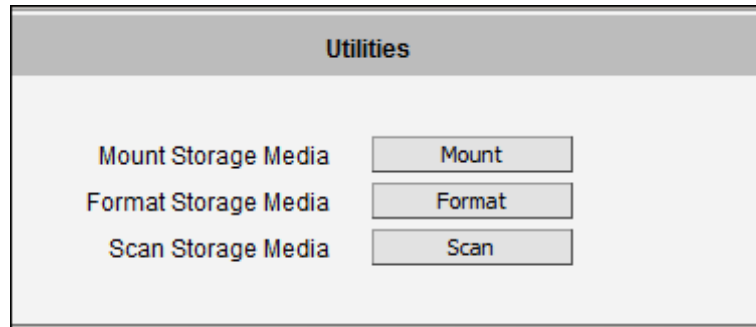 Utilities
Mount Storage Media Mount
Format Storage Media Format
Scan Storage Media Scan